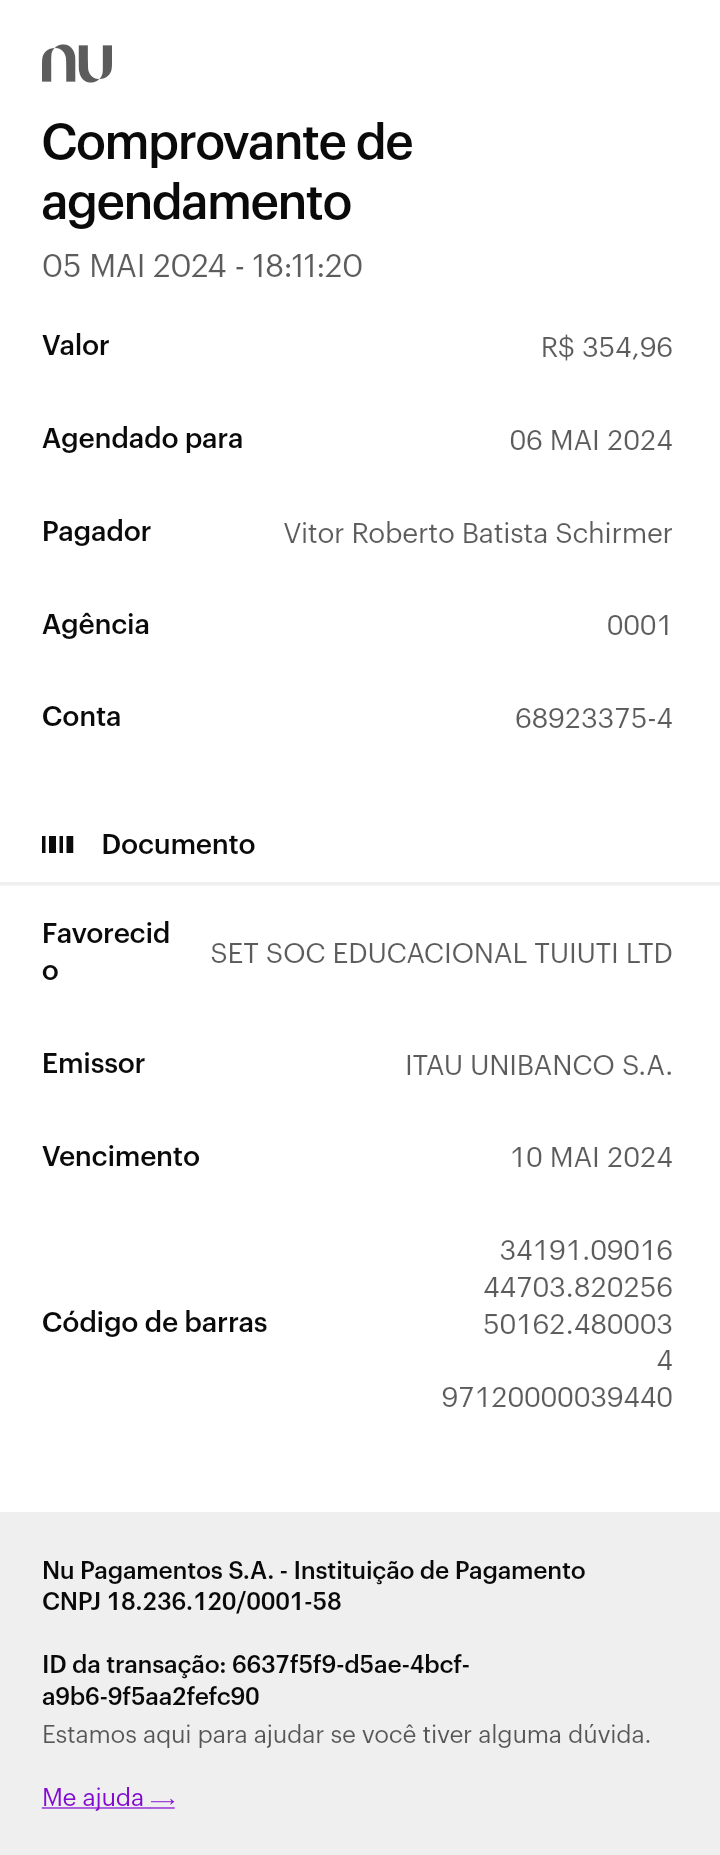 nu
Comprovante de
agendamento
05 MAI 2024 - 18:11:20
Valor R$ 354,96
Agendado para 06 MAI 2024
Pagador Vitor Roberto Batista Schirmer
Agência 0001
Conta 68923375-4
Documento
Favorecid
o SET SOC EDUCACIONAL TUIUTI LTD
Emissor ITAU UNIBANCO S.A.
Vencimento 10 MAI 2024
Código de barras 34191.09016
44703.820256
50162.480003
4
97120000039440
Nu Pagamentos S.A. - Instituição de Pagamento
CNPJ 18.236.120/0001-58
ID da transação: 6637f5f9-d5ae-4bcf-
a9b6-9f5aa2fefc90
Estamos aqui para ajudar se você tiver alguma dúvida.
Me ajuda →